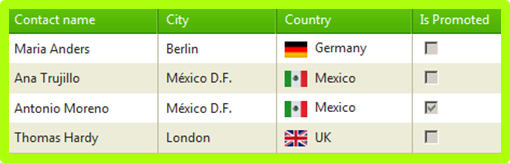 Contact name City Country Is Promoted
Maria Anders Berlin Germany
Ana Trujillo México D.F. Mexico
Antonio Moreno México D.F. Mexico
Thomas Hardy London UK